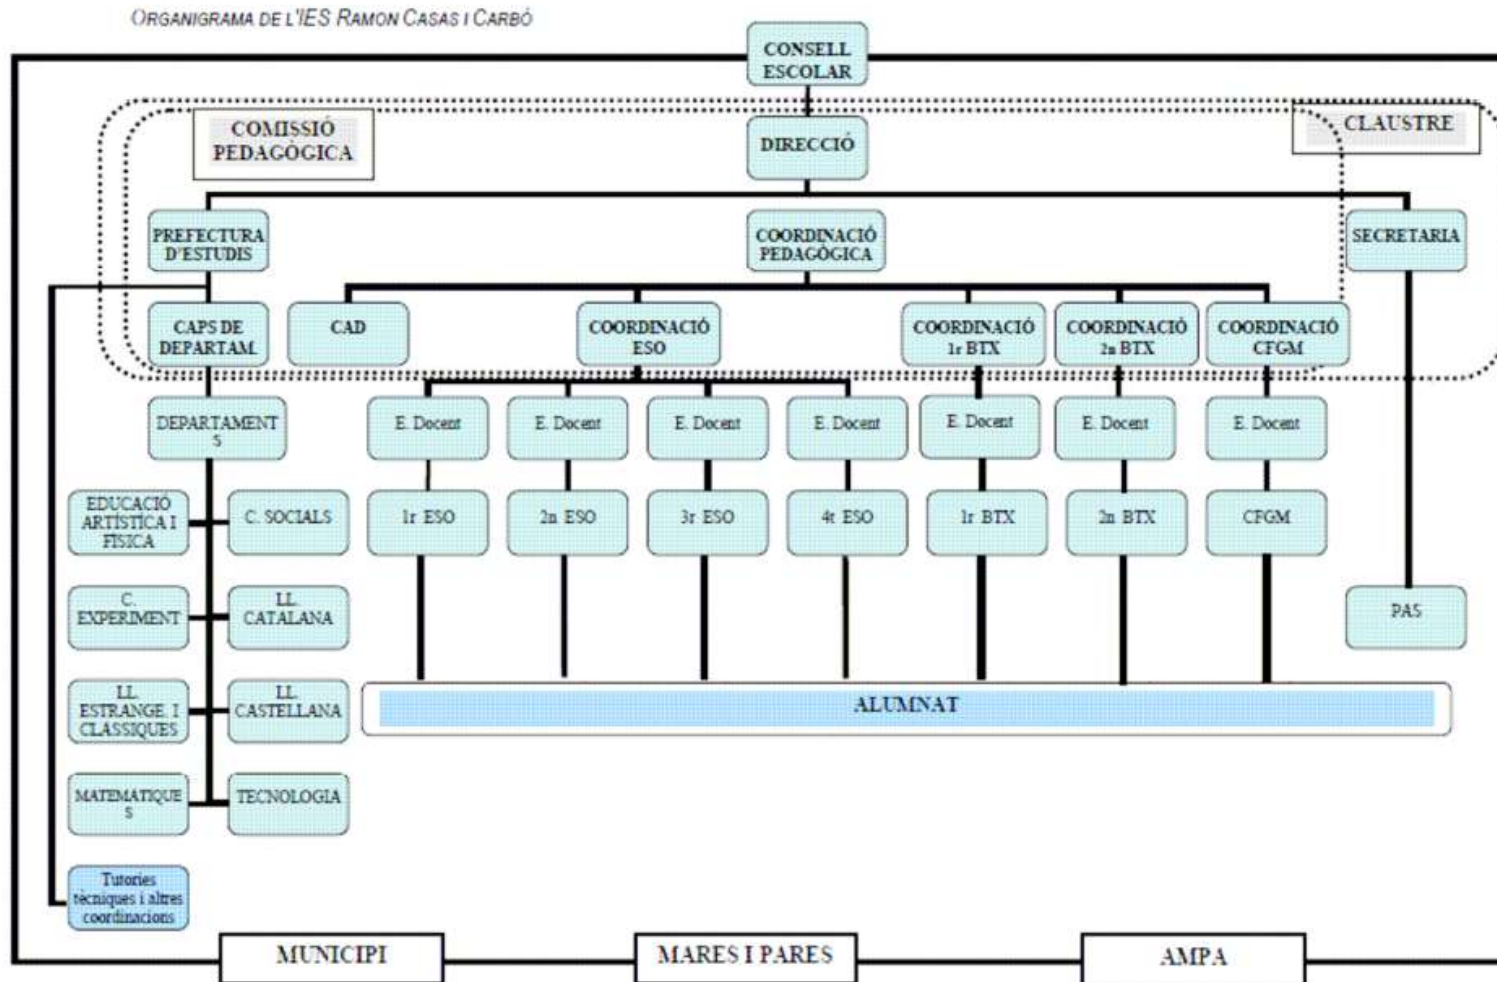 ORGANIGRAMA DE L'IES RAMON CASAS I CARBÓ
CONSELL
ESCOLAR
COMISSIÓ
PEDAGÒGICA
DIRECCIÓ
CLAUSTRE
PREFECTURA
D'ESTUDIS
COORDINACIÓ
PEDAGÒGICA
SECRETARIA
CAPS DE
DEPARTAM.
CAD
COORDINACIÓ
ESO
COORDINACIÓ
1r BTX
COORDINACIÓ
2n BTX
COORDINACIÓ
CFGM
DEPARTAMENT
S
E. Docent
E. Docent
E. Docent
E. Docent
E. Docent
E. Docent
E. Docent
EDUCACIÓ
ARTÍSTICA I
FÍSICA
C. SOCIALS
1r ESO
2n ESO
3r ESO
4t ESO
1r BTX
2n BTX
CFGM
C.
EXPERIMENT
LL.
CATALANA
PAS
LL.
ESTRANGE. I
CLÀSSIQUES
LL.
CASTELLANA
ALUMNAT
MATEMÀTIQUE
S
TECNOLOGIA
Tutories
tècniques i altres
coordinacions
MUNICIPI
MARES I PARES
AMPA